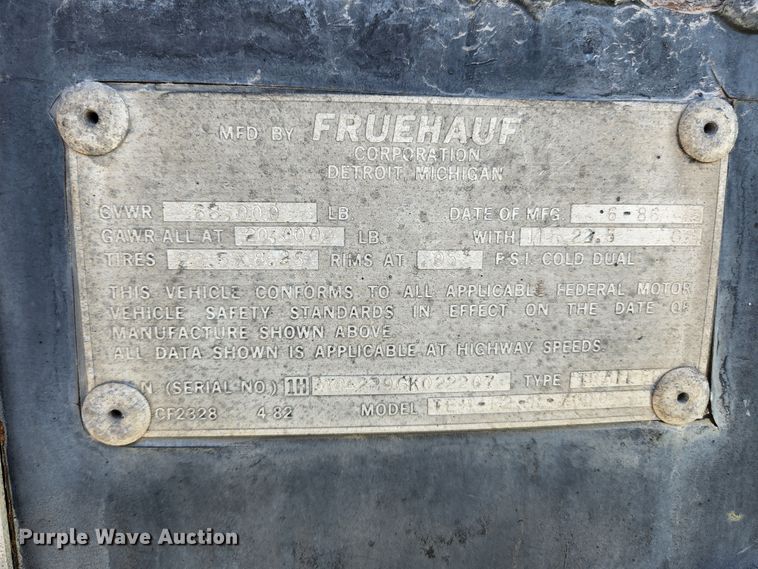 MFD BY FRUEHAUF
CORPORATION
DETROIT, MICHIGAN
GVWR 68,000 LB. DATE OF MFG. 6-86
GAWR-ALL AT LB. WITH
TIRES RIMS AT P.S.I. COLD DUAL
THIS VEHICLE CONFORMS TO ALL APPLICABLE FEDERAL MOTOR
VEHICLE SAFETY STANDARDS IN EFFECT ON THE DATE OF
MANUFACTURE SHOWN ABOVE.
ALL DATA SHOWN IS APPLICABLE AT HIGHWAY SPEEDS.
N (SERIAL NO.) 1H TYPE
CF2328 4-82 MODEL
Purple Wave Auction